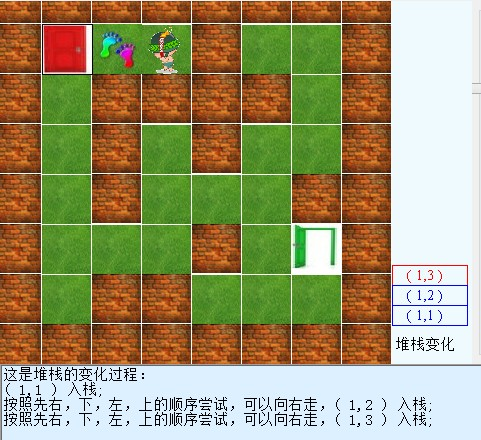 ( 1,3 )
( 1,2 )
( 1,1 )
堆栈变化
这是堆栈的变化过程:
( 1,1 ) 入栈;
按照先右, 下, 左, 上的顺序尝试, 可以向右走, ( 1,2 ) 入栈;
按照先右, 下, 左, 上的顺序尝试, 可以向右走, ( 1,3 ) 入栈;